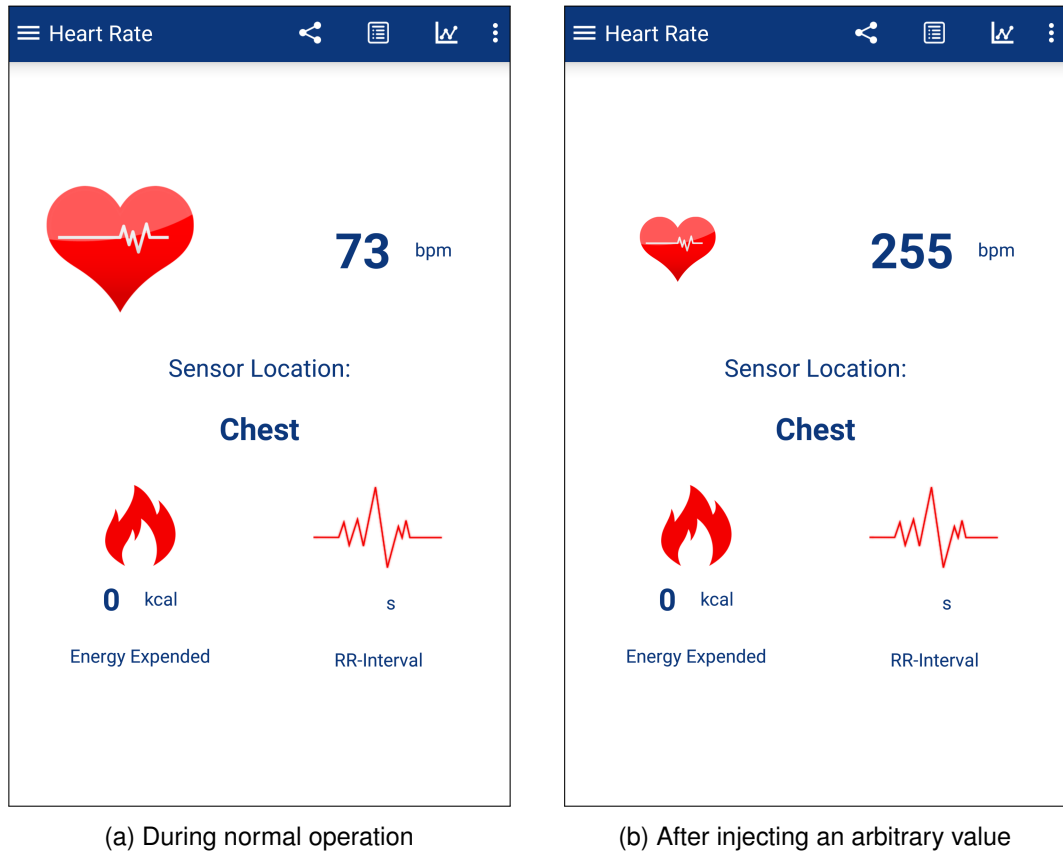 Heart Rate
73 bpm
Sensor Location:
Chest
0 kcal
s
Energy Expended
RR-Interval
(a) During normal operation
Heart Rate
255 bpm
Sensor Location:
Chest
0 kcal
s
Energy Expended
RR-Interval
(b) After injecting an arbitrary value